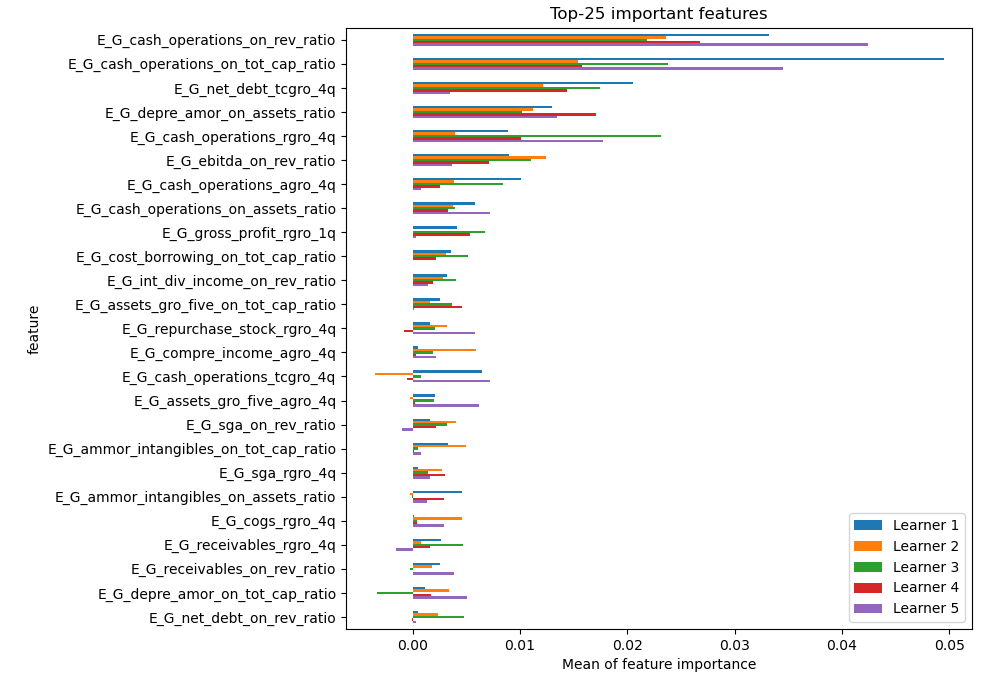 Top-25 important features
E_G_cash_operations_on_rev_ratio
E_G_cash_operations_on_tot_cap_ratio
E_G_net_debt_tcgro_4q
E_G_depre_amor_on_assets_ratio
E_G_cash_operations_rgro_4q
E_G_ebitda_on_rev_ratio
E_G_cash_operations_agro_4q
E_G_cash_operations_on_assets_ratio
E_G_gross_profit_rgro_1q
E_G_cost_borrowing_on_tot_cap_ratio
E_G_int_div_income_on_rev_ratio
E_G_assets_gro_five_on_tot_cap_ratio
E_G_repurchase_stock_rgro_4q
E_G_compre_income_agro_4q
E_G_cash_operations_tcgro_4q
E_G_assets_gro_five_agro_4q
E_G_sga_on_rev_ratio
E_G_ammor_intangibles_on_tot_cap_ratio
E_G_sga_rgro_4q
E_G_ammor_intangibles_on_assets_ratio
E_G_cogs_rgro_4q
E_G_receivables_rgro_4q
E_G_receivables_on_rev_ratio
E_G_depre_amor_on_tot_cap_ratio
E_G_net_debt_on_rev_ratio
feature
Learner 1
Learner 2
Learner 3
Learner 4
Learner 5
0.00 0.01 0.02 0.03 0.04 0.05
Mean of feature importance